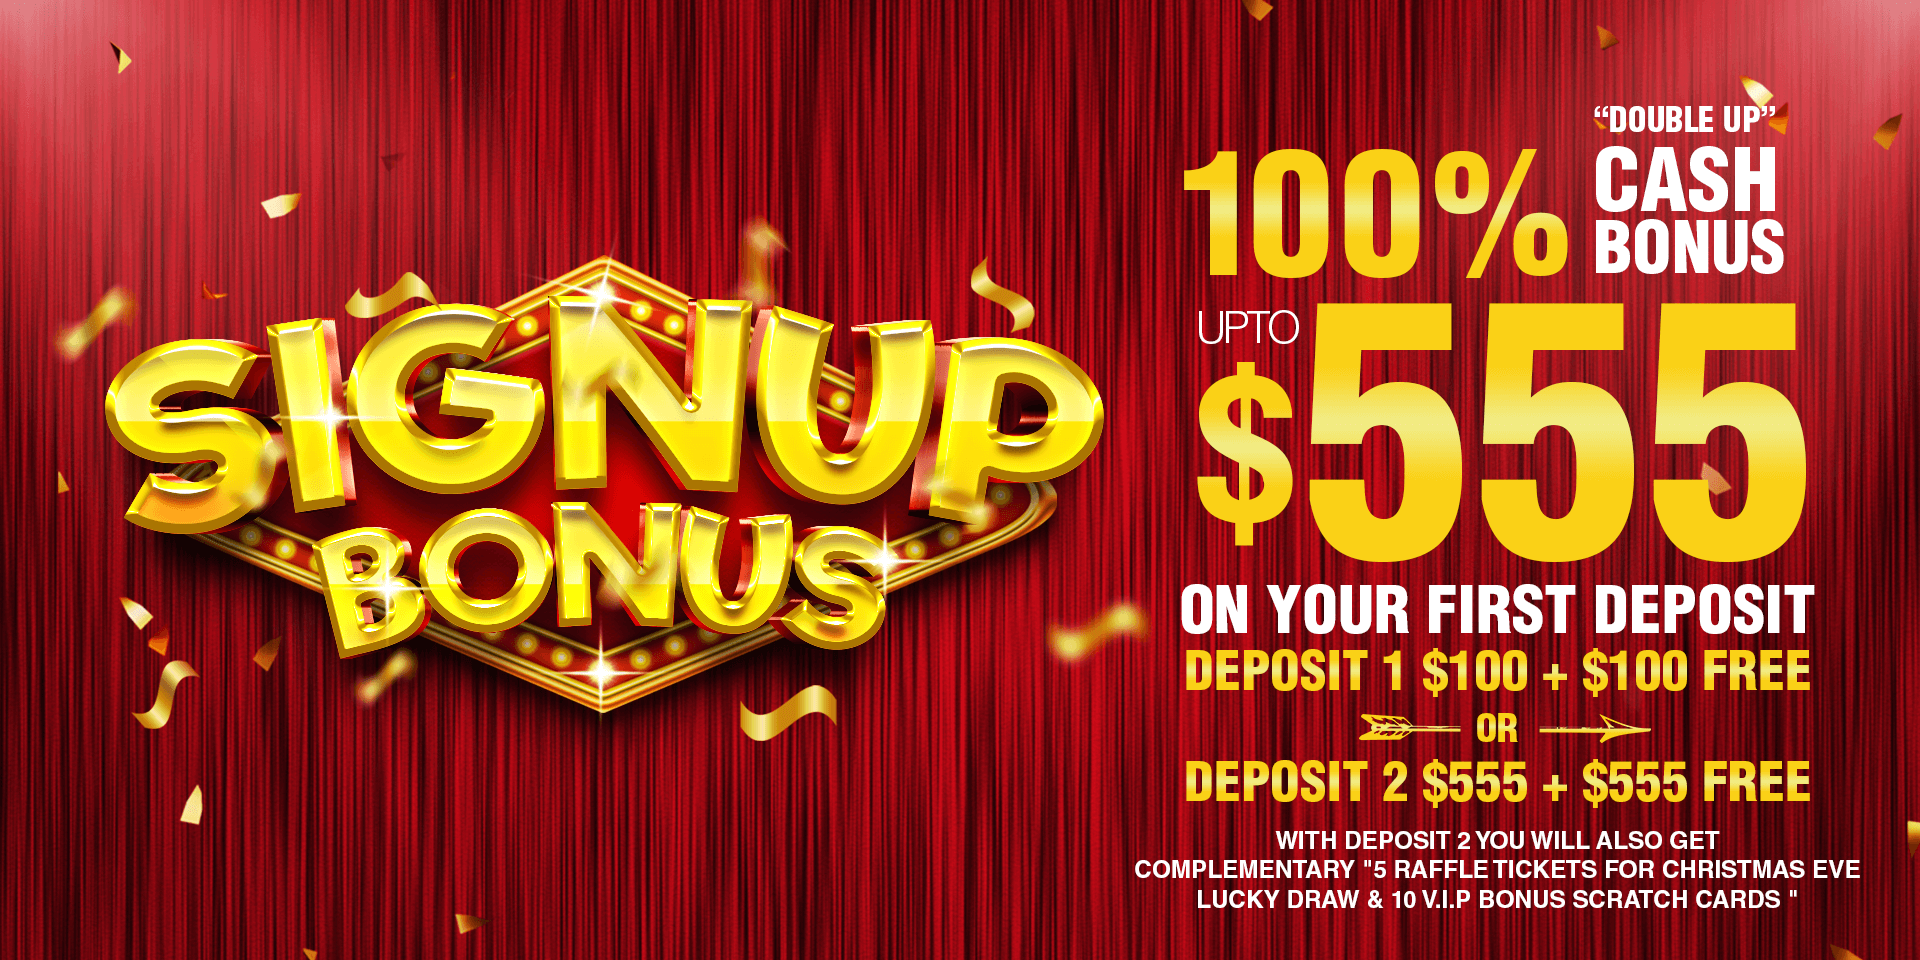 SIGNUP
BONUS
100%
“DOUBLE UP”
CASH
BONUS
UPTO
$555
ON YOUR FIRST DEPOSIT
DEPOSIT 1 $100 + $100 FREE
OR
DEPOSIT 2 $555 + $555 FREE
WITH DEPOSIT 2 YOU WILL ALSO GET
COMPLEMENTARY "5 RAFFLE TICKETS FOR CHRISTMAS EVE
LUCKY DRAW & 10 V.I.P BONUS SCRATCH CARDS "